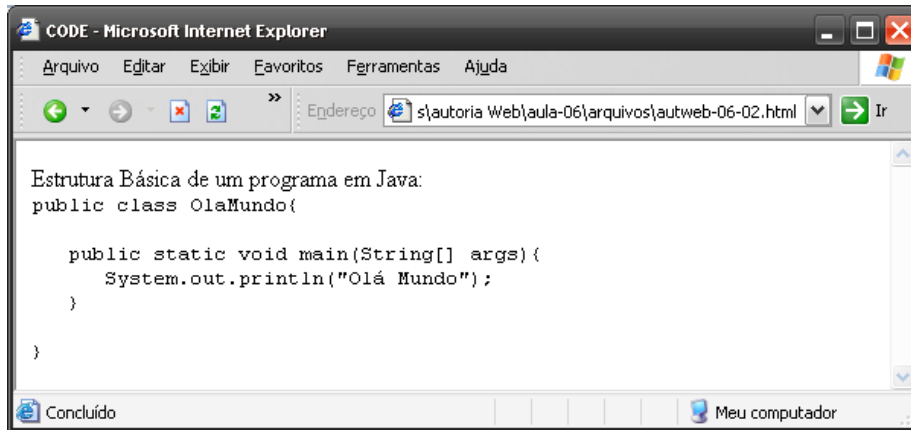 CODE - Microsoft Internet Explorer
Arquivo Editar Exibir Favoritos Ferramentas Ajuda
» Endereço s\autoria Web\aula-06\arquivos\autweb-06-02.html Ir
Estrutura Básica de um programa em Java:
public class OlaMundo{
public static void main(String[] args){
System.out.println("Olá Mundo");
}
}
Concluído Meu computador